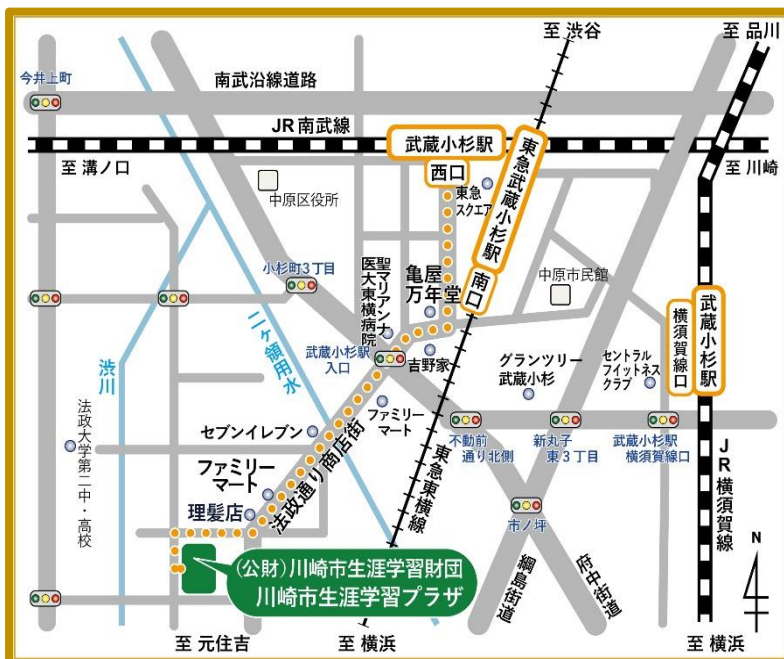 至 渋谷
至 品川
今井上町
南武沿線道路
JR南武線
武蔵小杉駅
至 溝ノ口
西口
東急武蔵小杉駅
至 川崎
東急
スクエア
中原区役所
小杉町3丁目
聖マリアンナ
医大東横病院
亀屋
万年堂
南口
中原市民館
武蔵小杉駅
横須賀線口
二ヶ領用水
武蔵小杉駅
入口
吉野家
グランツリー
武蔵小杉
セントラル
フィットネス
クラブ
渋川
ファミリー
マート
セブンイレブン
不動前
通り北側
新丸子
東3丁目
武蔵小杉駅
横須賀線口
法政大学第二中・高校
法政通り商店街
東急東横線
JR横須賀線
ファミリー
マート
理髪店
市ノ坪
N
(公財)川崎市生涯学習財団
川崎市生涯学習プラザ
綱島街道
府中街道
至 元住吉
至 横浜
至 横浜